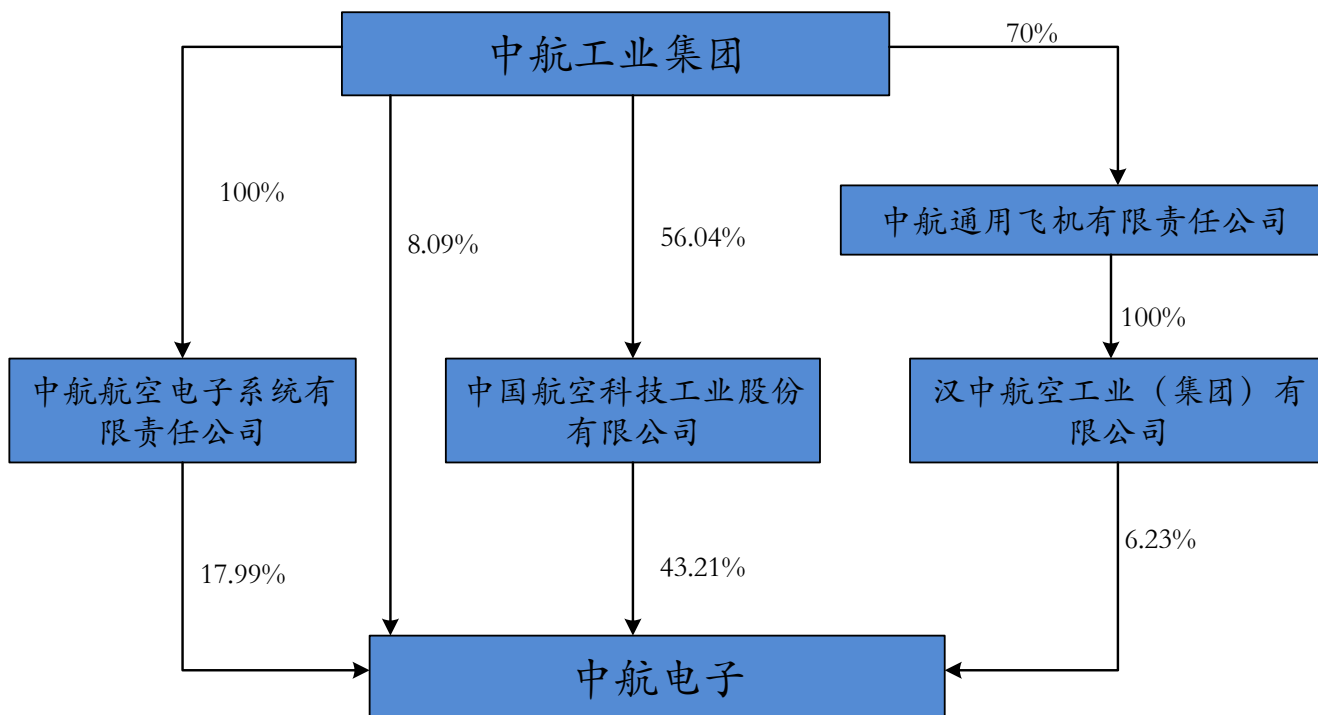 中航工业集团
70%
100%
8.09%
56.04%
中航通用飞机有限责任公司
100%
中航航空电子系统有
限责任公司
中国航空科技工业股份
有限公司
汉中航空工业（集团）有
限公司
17.99%
43.21%
6.23%
中航电子